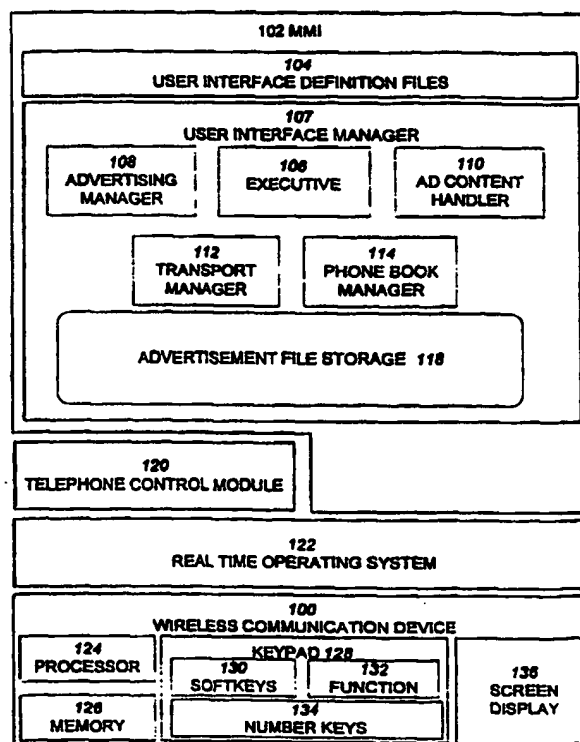 102 MMI
104
USER INTERFACE DEFINITION FILES
107
USER INTERFACE MANAGER
108
ADVERTISING
MANAGER
106
EXECUTIVE
110
AD CONTENT
HANDLER
112
TRANSPORT
MANAGER
114
PHONE BOOK
MANAGER
ADVERTISEMENT FILE STORAGE 118
120
TELEPHONE CONTROL MODULE
122
REAL TIME OPERATING SYSTEM
100
WIRELESS COMMUNICATION DEVICE
124
PROCESSOR
126
MEMORY
KEYPAD 128
130
SOFTKEYS
132
FUNCTION
134
NUMBER KEYS
136
SCREEN
DISPLAY